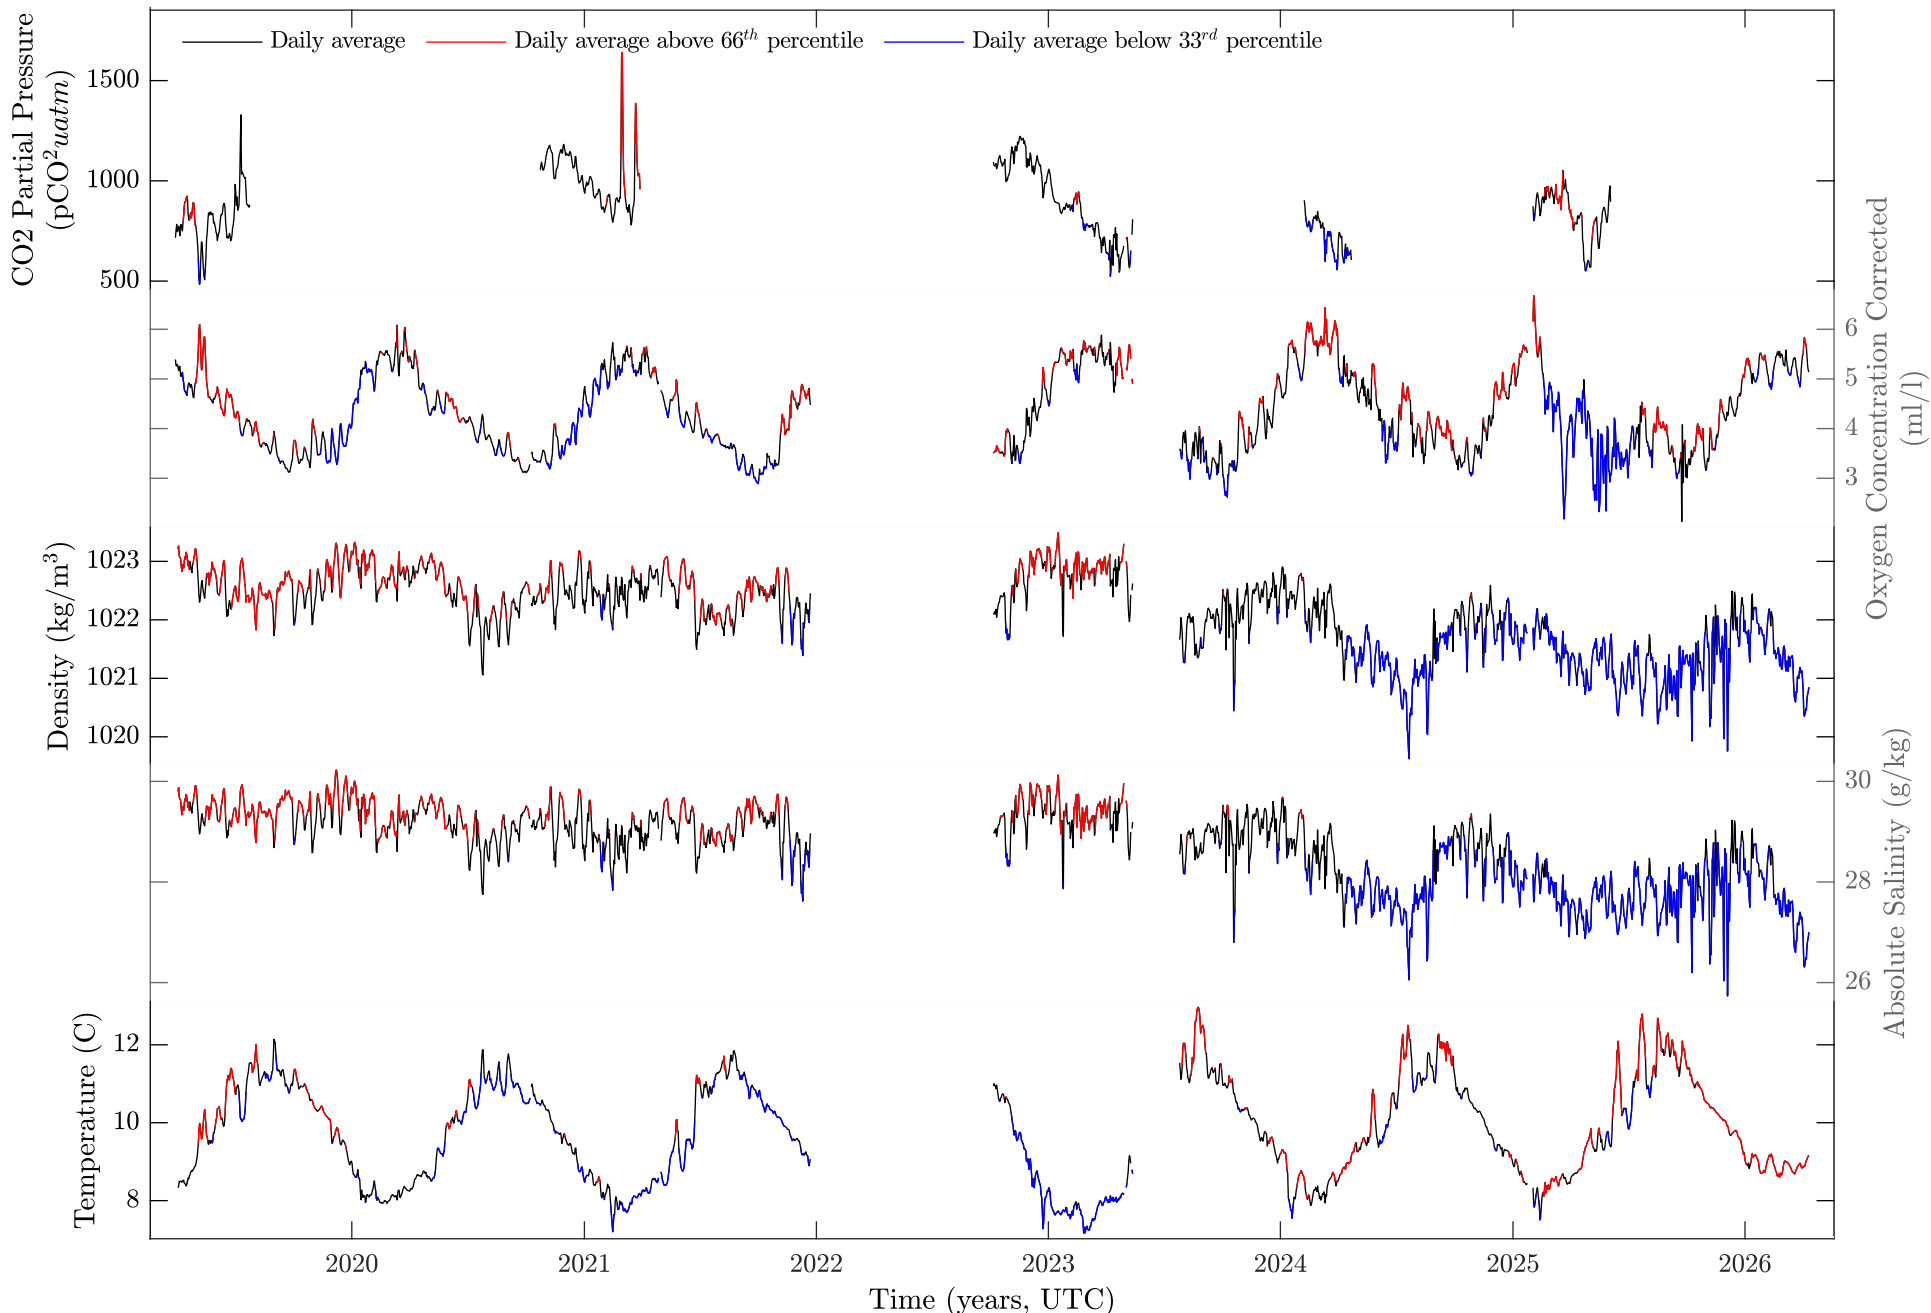 Daily average
Daily average above 66th percentile
Daily average below 33rd percentile
CO2 Partial Pressure
(pCO2uatm)
1500
1000
500
Oxygen Concentration Corrected
(ml/l)
6
5
4
3
Density (kg/m3)
1023
1022
1021
1020
Absolute Salinity (g/kg)
30
28
26
Temperature (C)
12
10
8
2020
2021
2022
2023
2024
2025
2026
Time (years, UTC)